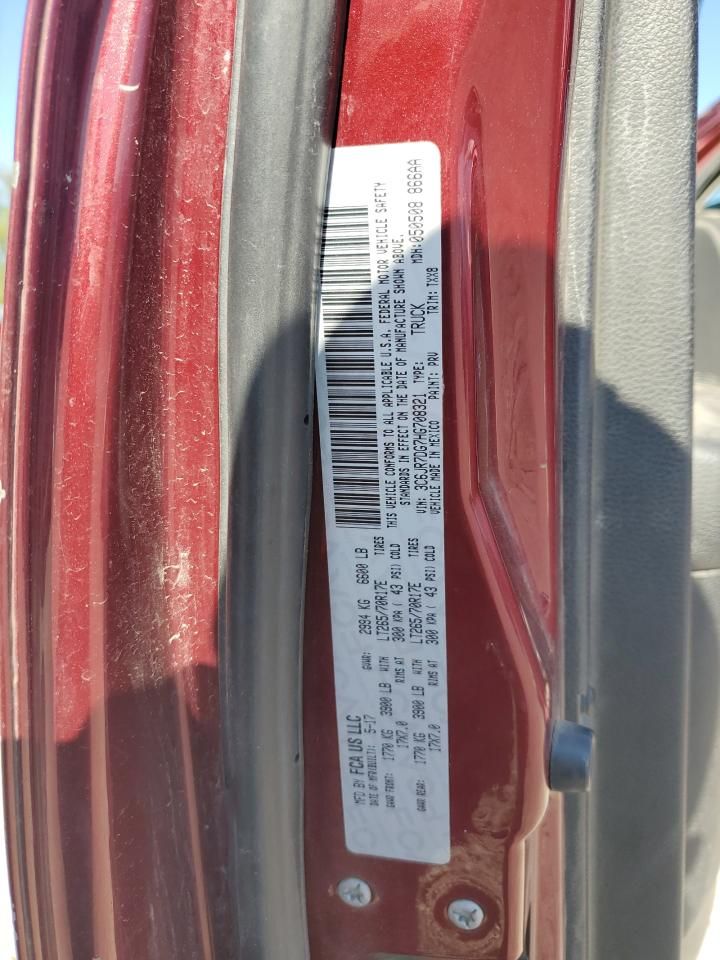 MFD BY FCA US LLC
DATE OF MFR(BUILT): 5-17 GVWR: 2994 KG 6600 LB
GAWR FRONT: 1770 KG 3900 LB WITH LT265/70R17E TIRES
17X7.0 RIMS AT 300 KPA ( 43 PSI) COLD
GAWR REAR: 1770 KG 3900 LB WITH LT265/70R17E TIRES
17X7.0 RIMS AT 300 KPA ( 43 PSI) COLD
THIS VEHICLE CONFORMS TO ALL APPLICABLE U.S.A. FEDERAL MOTOR VEHICLE SAFETY
STANDARDS IN EFFECT ON THE DATE OF MANUFACTURE SHOWN ABOVE.
VIN: 3C6JR7DG7HG708321 TYPE: TRUCK MDH:050508 866AA
VEHICLE MADE IN MEXICO PAINT: PRV TRIM: TXX8